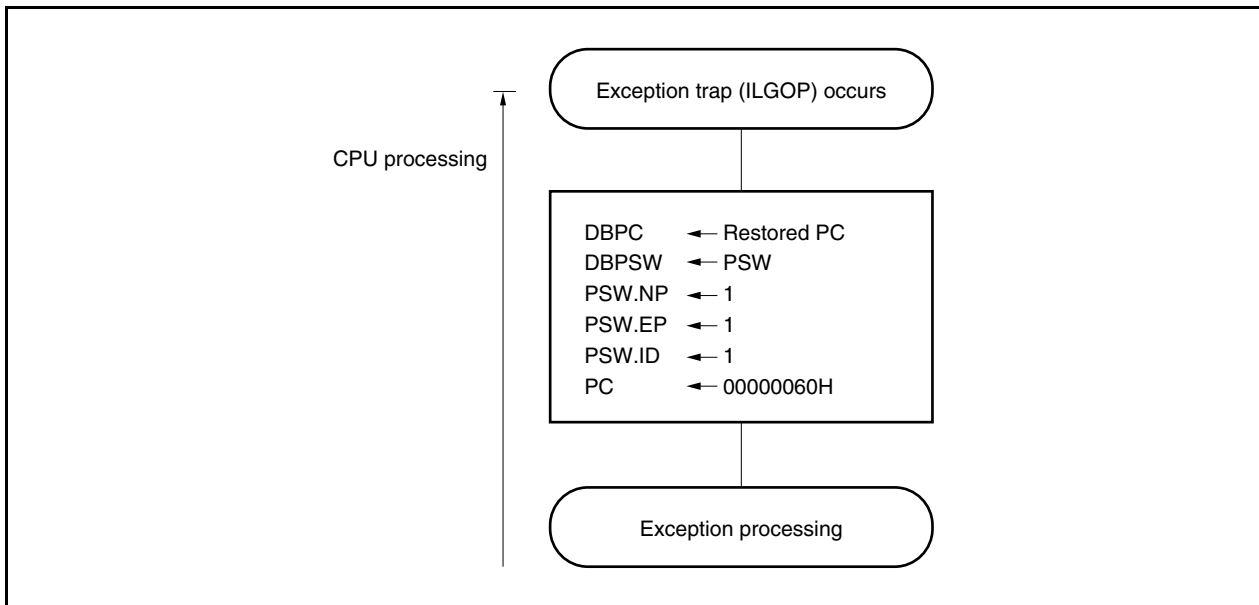 Exception trap (ILGOP) occurs
CPU processing
DBPC ← Restored PC
DBPSW ← PSW
PSW.NP ← 1
PSW.EP ← 1
PSW.ID ← 1
PC ← 00000060H
Exception processing